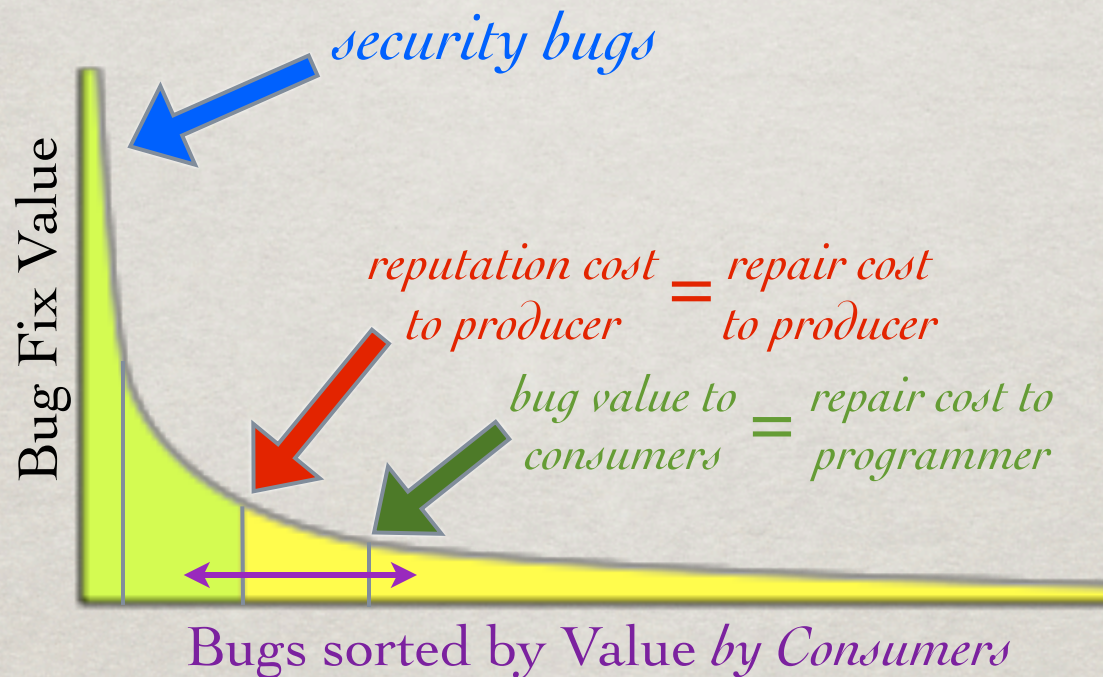 security bugs
Bug Fix Value
reputation cost = repair cost
to producer to producer
bug value to = repair cost to
consumers programmer
Bugs sorted by Value by Consumers